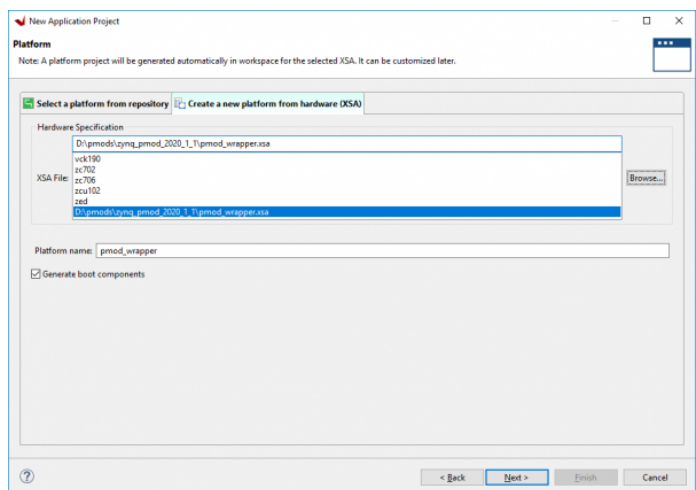 New Application Project
Platform
Note: A platform project will be generated automatically in workspace for the selected XSA. It can be customized later.
Select a platform from repository Create a new platform from hardware (XSA)
Hardware Specification
D:\pmods\zynq_pmod_2020_1_1\pmod_wrapper.xsa
vck190
zc702
XSA File: zc706
Browse...
zcu102
zed
D:\pmods\zynq_pmod_2020_1_1\pmod_wrapper.xsa
Platform name: pmod_wrapper
Generate boot components
? < Back Next > Finish Cancel